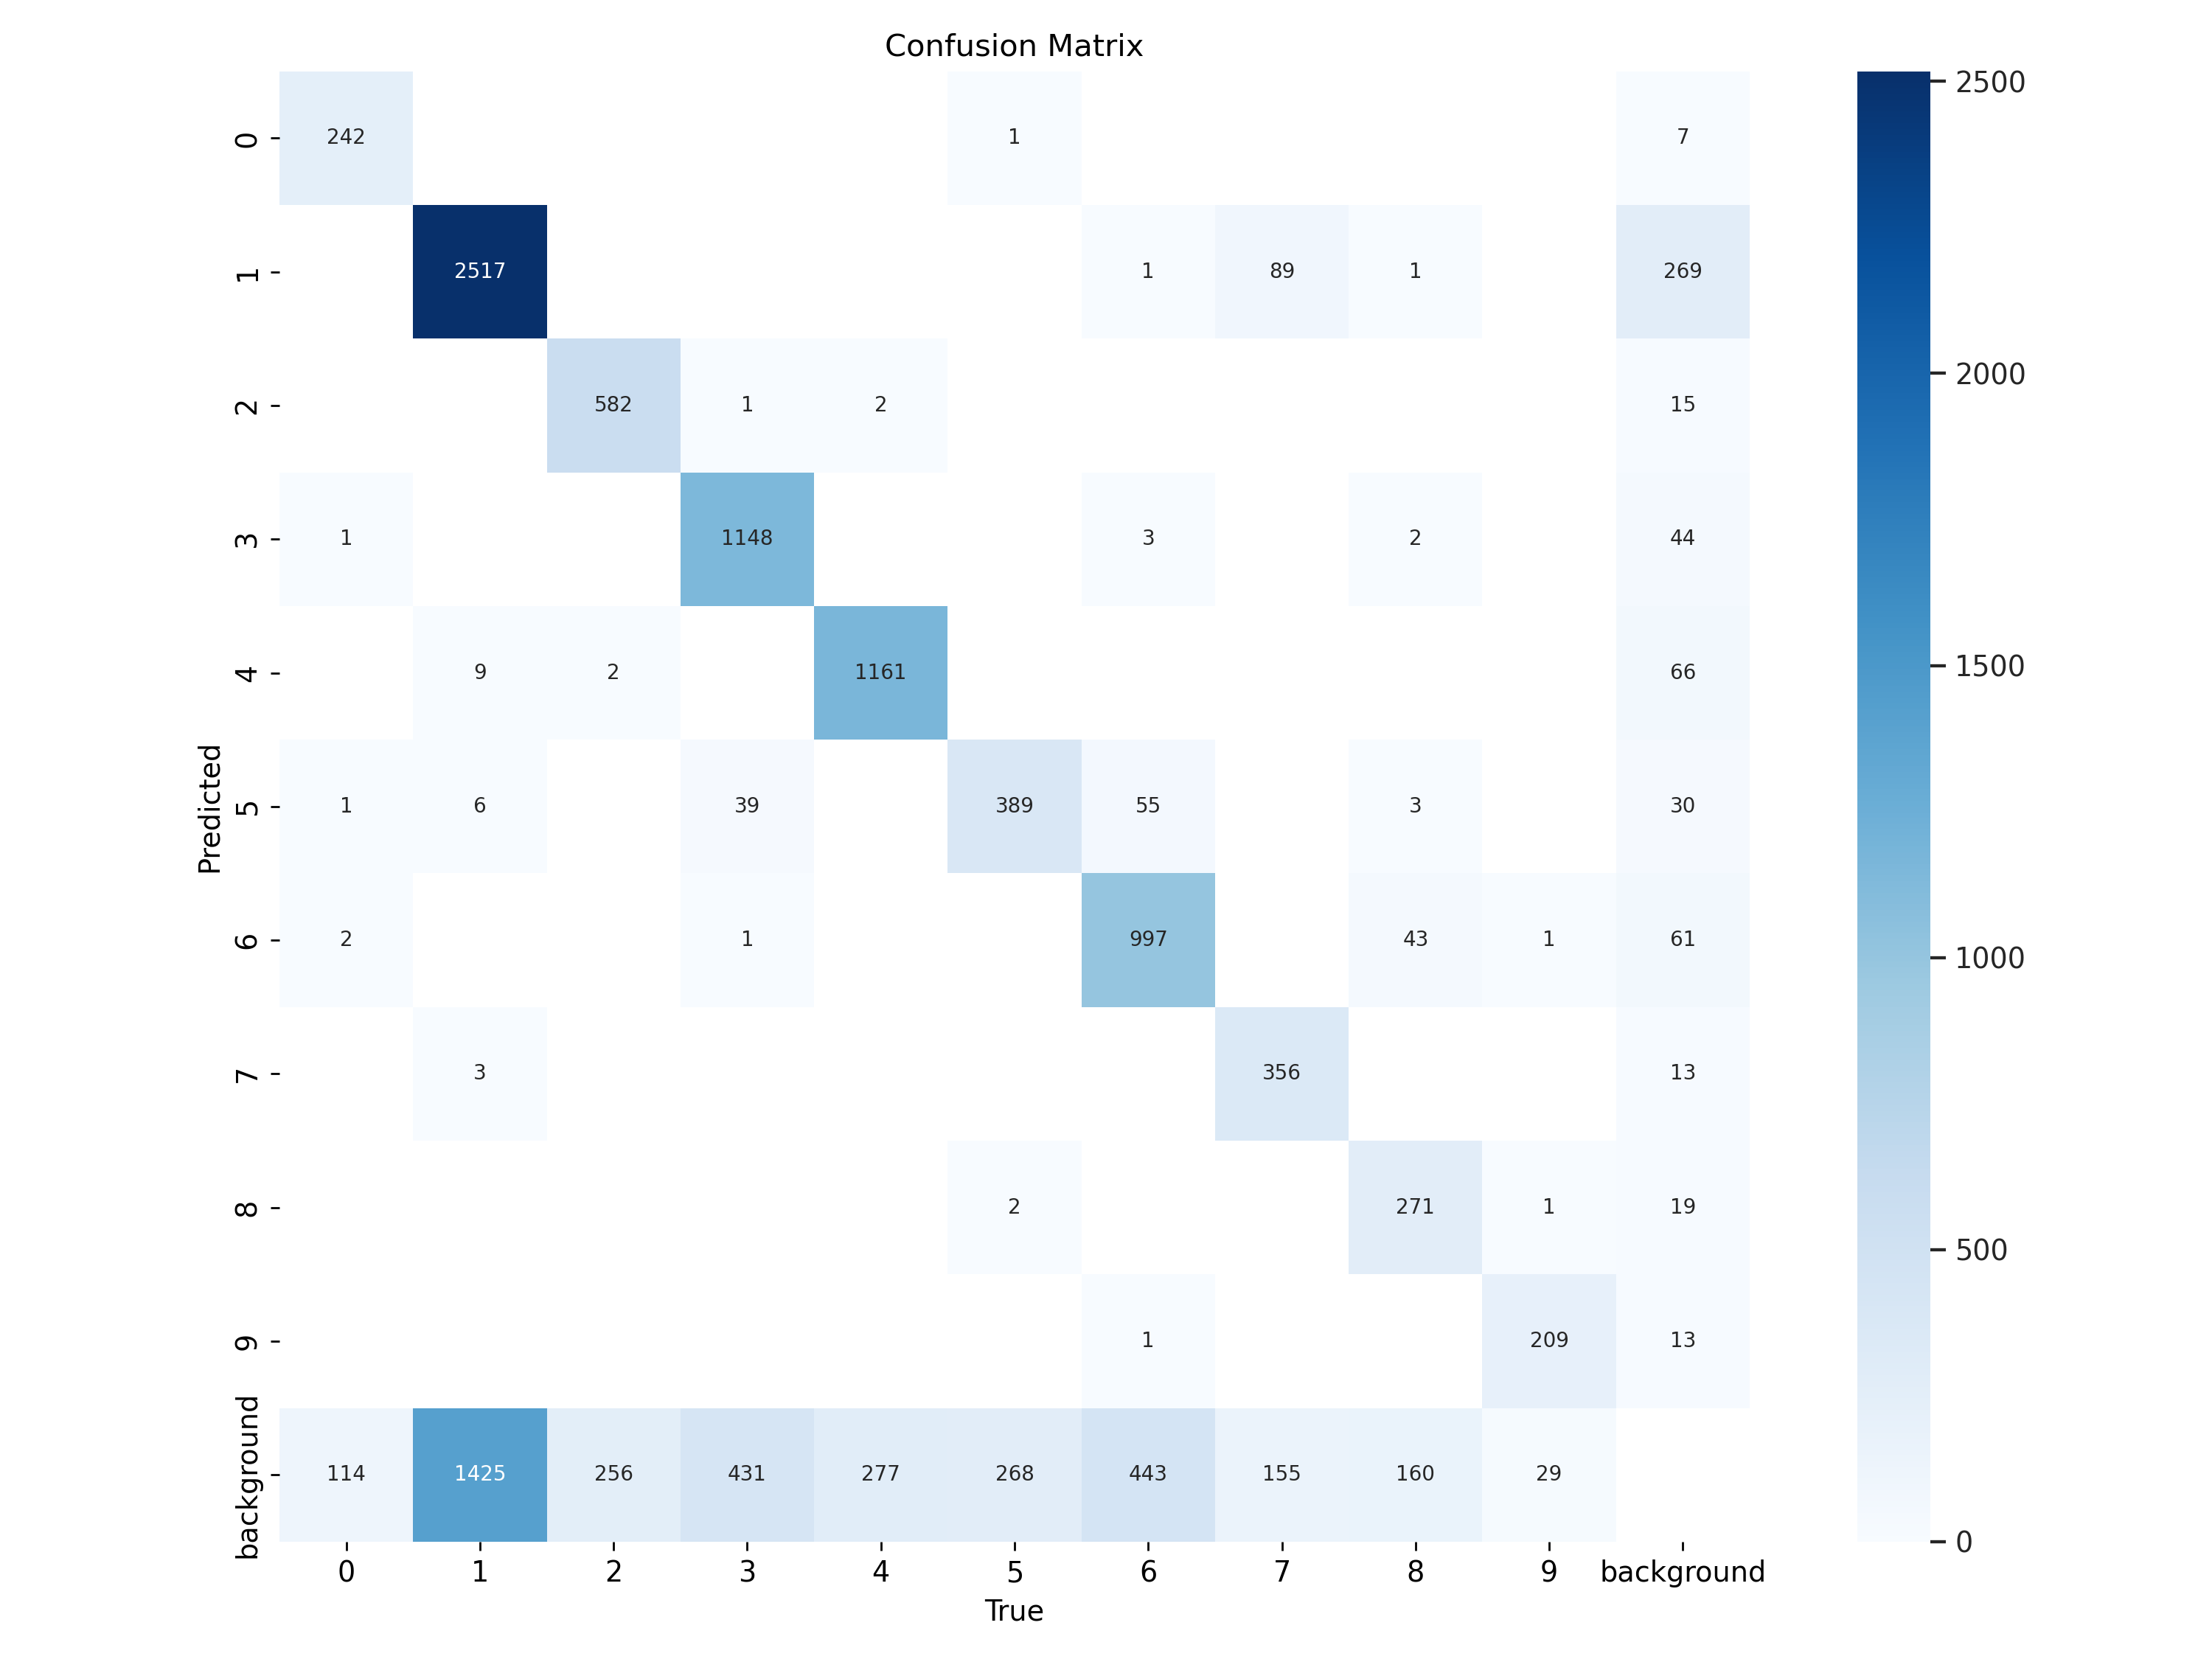 Confusion Matrix
0 242 1 7
1 2517 1 89 1 269
2 582 1 2 15
3 1 1148 3 2 44
4 9 2 1161 66
5 1 6 39 389 55 3 30
6 2 1 997 43 1 61
7 3 356 13
8 2 271 1 19
9 1 209 13
background 114 1425 256 431 277 268 443 155 160 29
0 1 2 3 4 5 6 7 8 9 background
True
Predicted
2500
2000
1500
1000
500
0